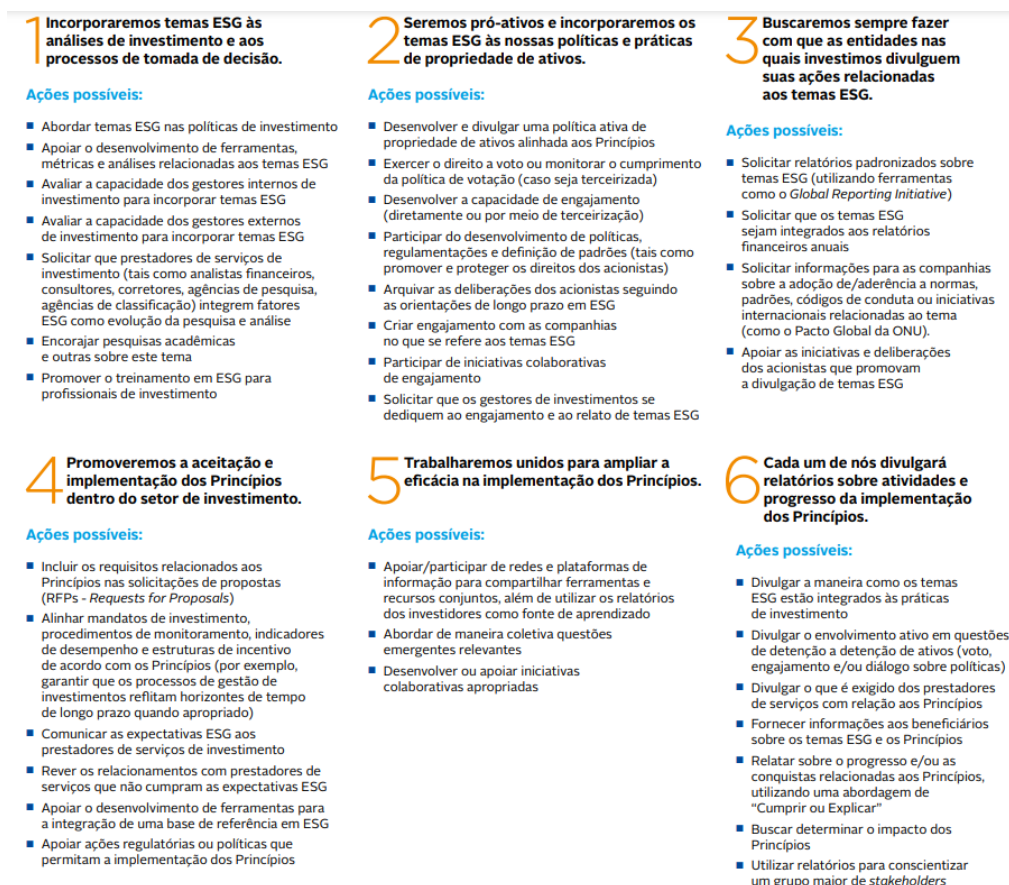 1 Incorporaremos temas ESG às
análises de investimento e aos
processos de tomada de decisão.
Ações possíveis:
■ Abordar temas ESG nas políticas de investimento
■ Apoiar o desenvolvimento de ferramentas,
métricas e análises relacionadas aos temas ESG
■ Avaliar a capacidade dos gestores internos de
investimento para incorporar temas ESG
■ Avaliar a capacidade dos gestores externos
de investimento para incorporar temas ESG
■ Solicitar que prestadores de serviços de
investimento (tais como analistas financeiros,
consultores, corretores, agências de pesquisa,
agências de classificação) integrem fatores
ESG como evolução da pesquisa e análise
■ Encorajar pesquisas acadêmicas
e outras sobre este tema
■ Promover o treinamento em ESG para
profissionais de investimento
2 Seremos pró-ativos e incorporaremos os
temas ESG às nossas políticas e práticas
de propriedade de ativos.
Ações possíveis:
■ Desenvolver e divulgar uma política ativa de
propriedade de ativos alinhada aos Princípios
■ Exercer o direito a voto ou monitorar o cumprimento
da política de votação (caso seja terceirizada)
■ Desenvolver a capacidade de engajamento
(diretamente ou por meio de terceirização)
■ Participar do desenvolvimento de políticas,
regulamentações e definição de padrões (tais como
promover e proteger os direitos dos acionistas)
■ Arquivar as deliberações dos acionistas seguindo
as orientações de longo prazo em ESG
■ Criar engajamento com as companhias
no que se refere aos temas ESG
■ Participar de iniciativas colaborativas
de engajamento
■ Solicitar que os gestores de investimentos se
dediquem ao engajamento e ao relato de temas ESG
3 Buscaremos sempre fazer
com que as entidades nas
quais investimos divulguem
suas ações relacionadas
aos temas ESG.
Ações possíveis:
■ Solicitar relatórios padronizados sobre
temas ESG (utilizando ferramentas
como o Global Reporting Initiative)
■ Solicitar que os temas ESG
sejam integrados aos relatórios
financeiros anuais
■ Solicitar informações para as companhias
sobre a adoção de/aderência a normas,
padrões, códigos de conduta ou iniciativas
internacionais relacionadas ao tema
(como o Pacto Global da ONU).
■ Apoiar as iniciativas e deliberações
dos acionistas que promovam
a divulgação de temas ESG
4 Promoveremos a aceitação e
implementação dos Princípios
dentro do setor de investimento.
Ações possíveis:
■ Incluir os requisitos relacionados aos
Princípios nas solicitações de propostas
(RFPs - Requests for Proposals)
■ Alinhar mandatos de investimento,
procedimentos de monitoramento, indicadores
de desempenho e estruturas de incentivo
de acordo com os Princípios (por exemplo,
garantir que os processos de gestão de
investimentos reflitam horizontes de tempo
de longo prazo quando apropriado)
■ Comunicar as expectativas ESG aos
prestadores de serviços de investimento
■ Rever os relacionamentos com prestadores de
serviços que não cumpram as expectativas ESG
■ Apoiar o desenvolvimento de ferramentas para
a integração de uma base de referência em ESG
■ Apoiar ações regulatórias ou políticas que
permitam a implementação dos Princípios
5 Trabalharemos unidos para ampliar a
eficácia na implementação dos Princípios.
Ações possíveis:
■ Apoiar/participar de redes e plataformas de
informação para compartilhar ferramentas e
recursos conjuntos, além de utilizar os relatórios
dos investidores como fonte de aprendizado
■ Abordar de maneira coletiva questões
emergentes relevantes
■ Desenvolver ou apoiar iniciativas
colaborativas apropriadas
6 Cada um de nós divulgará
relatórios sobre atividades e
progresso da implementação
dos Princípios.
Ações possíveis:
■ Divulgar a maneira como os temas
ESG estão integrados às práticas
de investimento
■ Divulgar o envolvimento ativo em questões
de detenção a detenção de ativos (voto,
engajamento e/ou diálogo sobre políticas)
■ Divulgar o que é exigido dos prestadores
de serviços com relação aos Princípios
■ Fornecer informações aos beneficiários
sobre os temas ESG e os Princípios
■ Relatar sobre o progresso e/ou as
conquistas relacionadas aos Princípios,
utilizando uma abordagem de
“Cumprir ou Explicar”
■ Buscar determinar o impacto dos
Princípios
■ Utilizar relatórios para conscientizar
um grupo maior de stakeholders